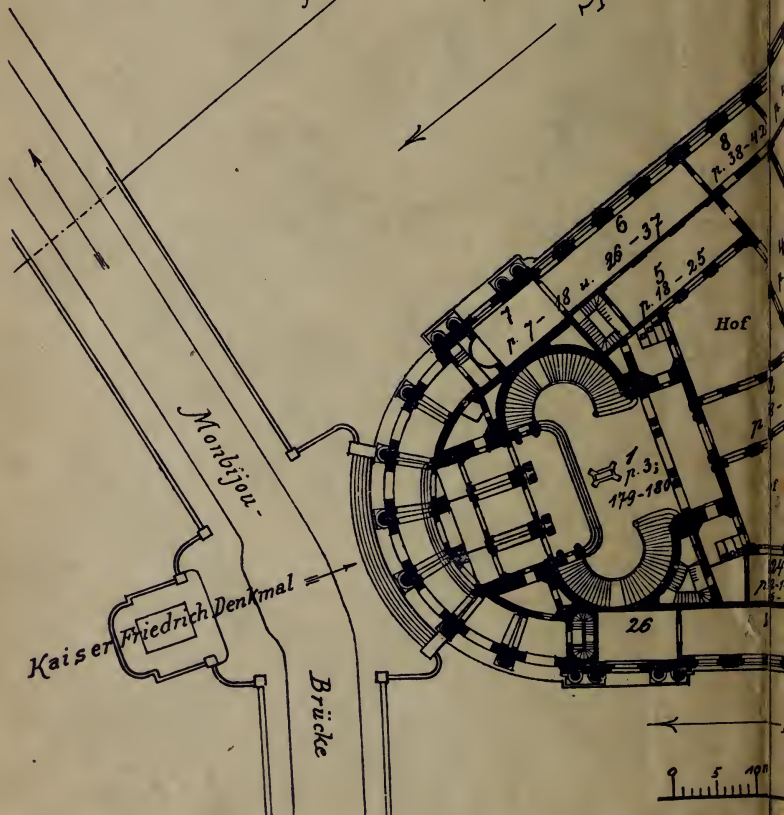 8
p. 38-42
6
7
p. 7- 18 u. 26-37
5
p. 18-25
Hof
1
p. 3;
179-180
Monbijou-
Brücke
Kaiser Friedrich Denkmal
26
24
0 5 10